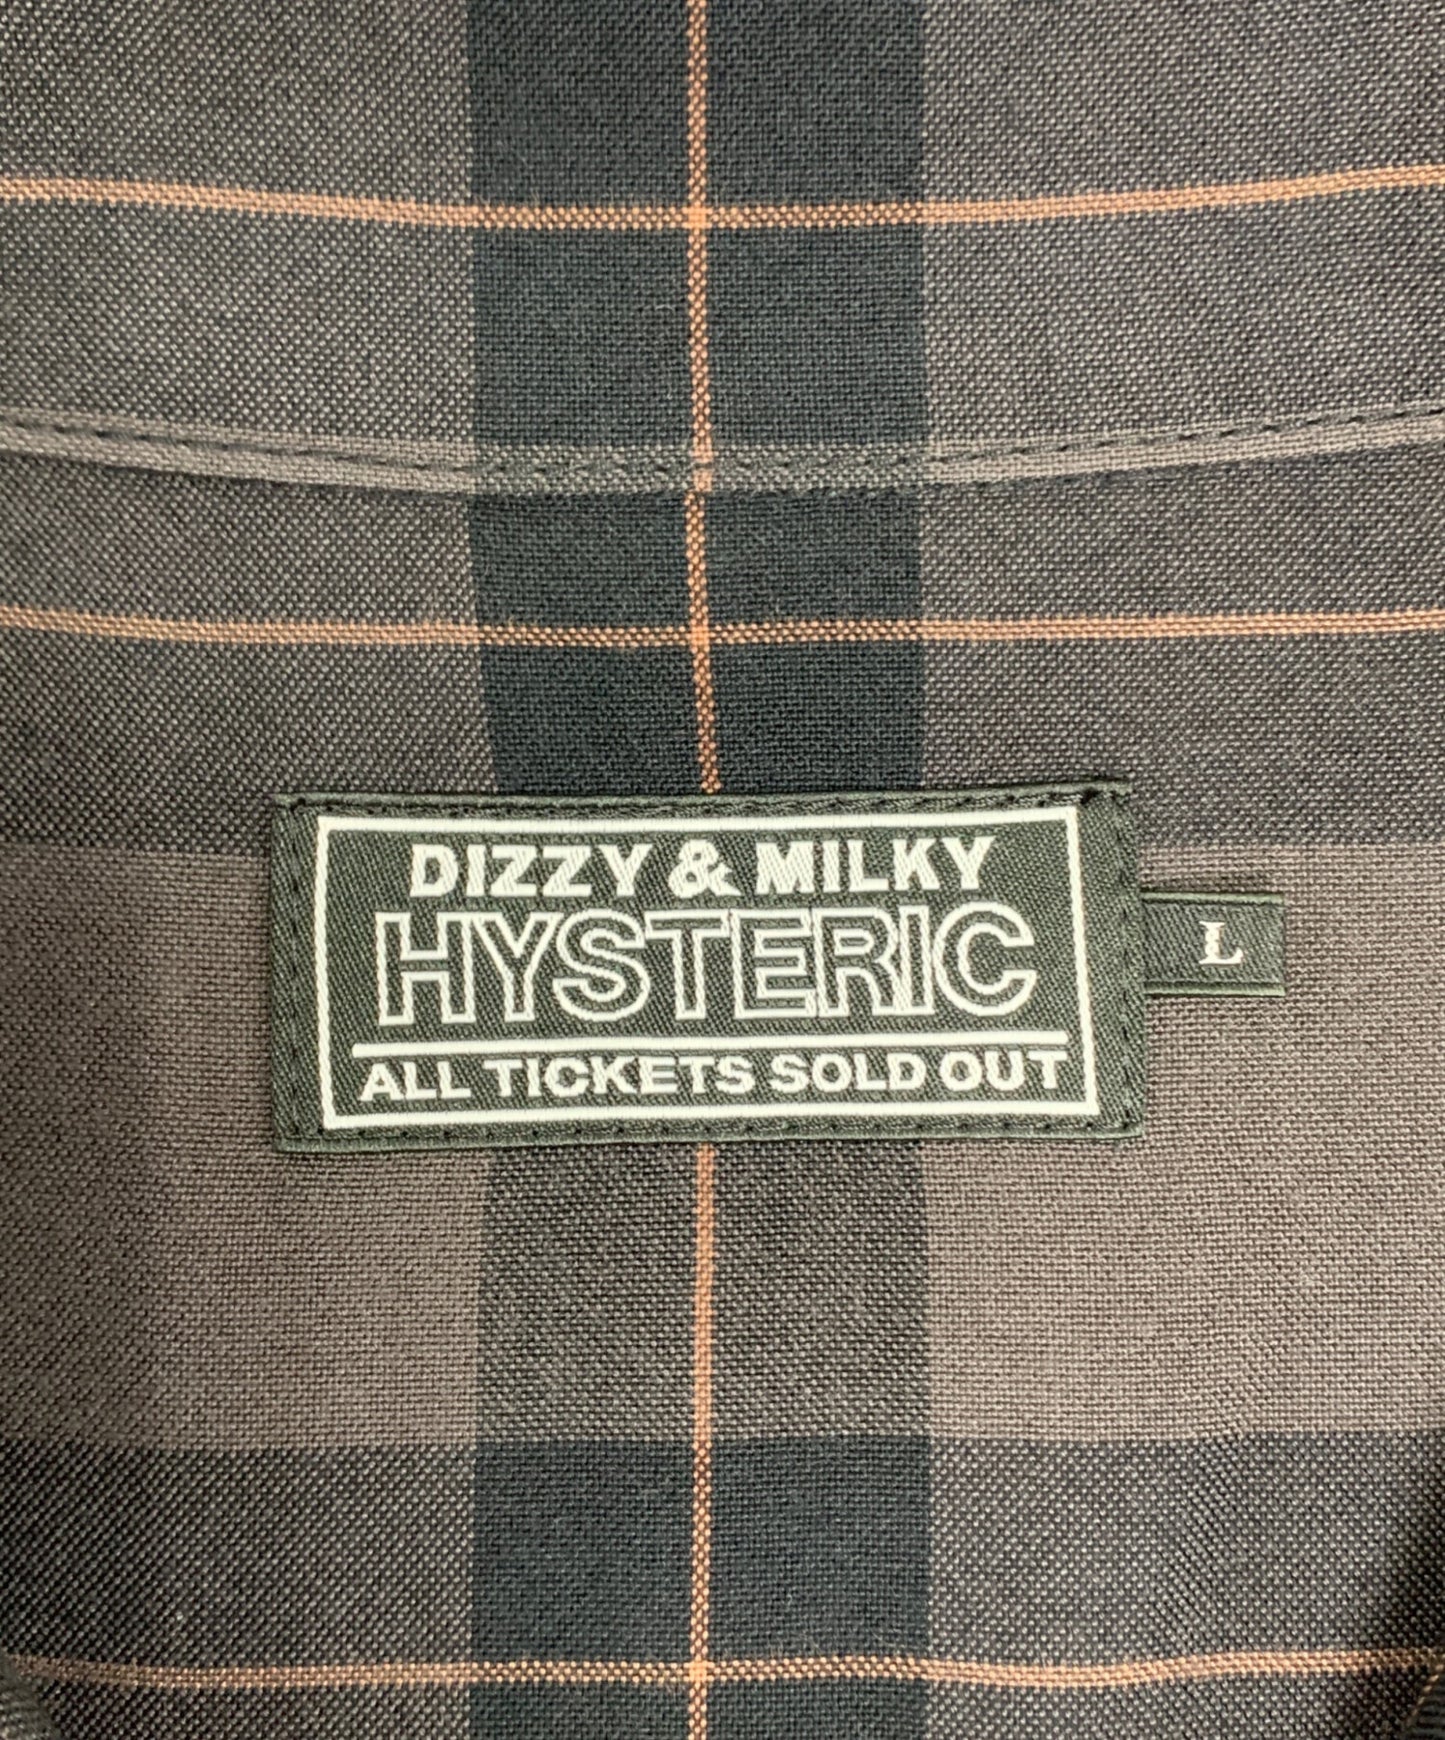 DIZZY & MILKY
HYSTERIC
ALL TICKETS SOLD OUT
L